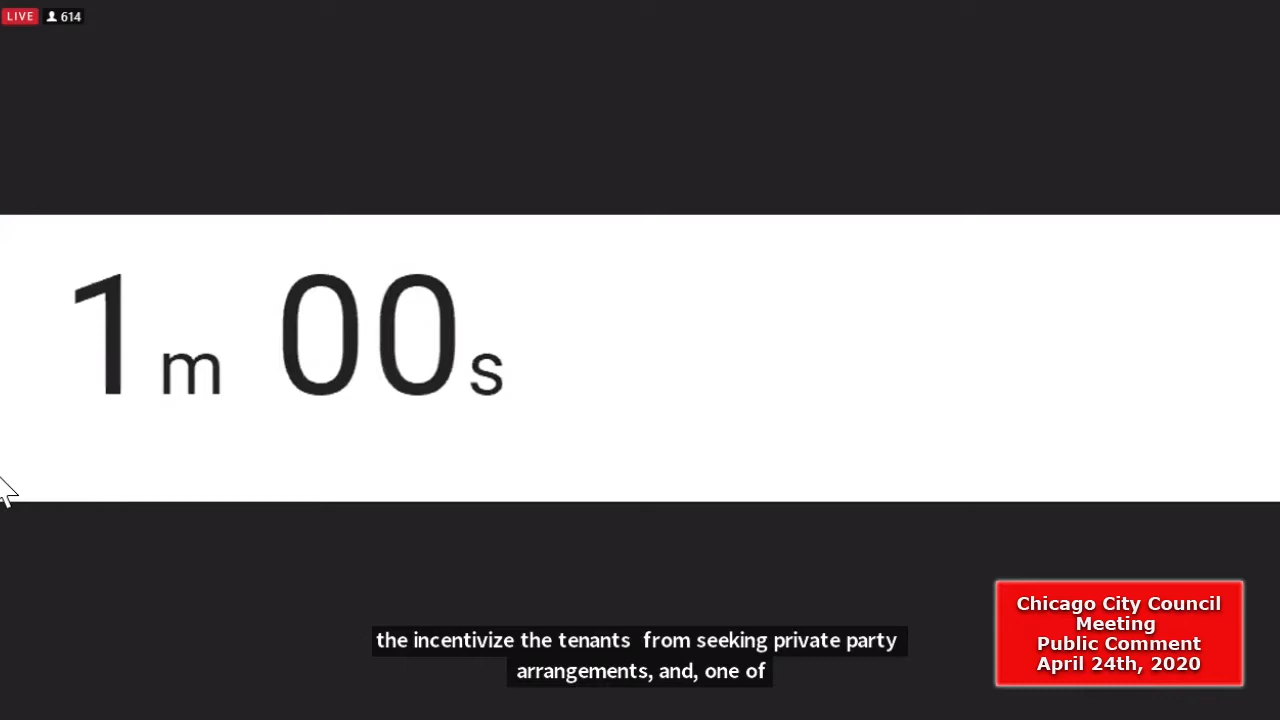 LIVE 614
1m 00s
the incentivize the tenants from seeking private party
arrangements, and, one of
Chicago City Council
Meeting
Public Comment
April 24th, 2020